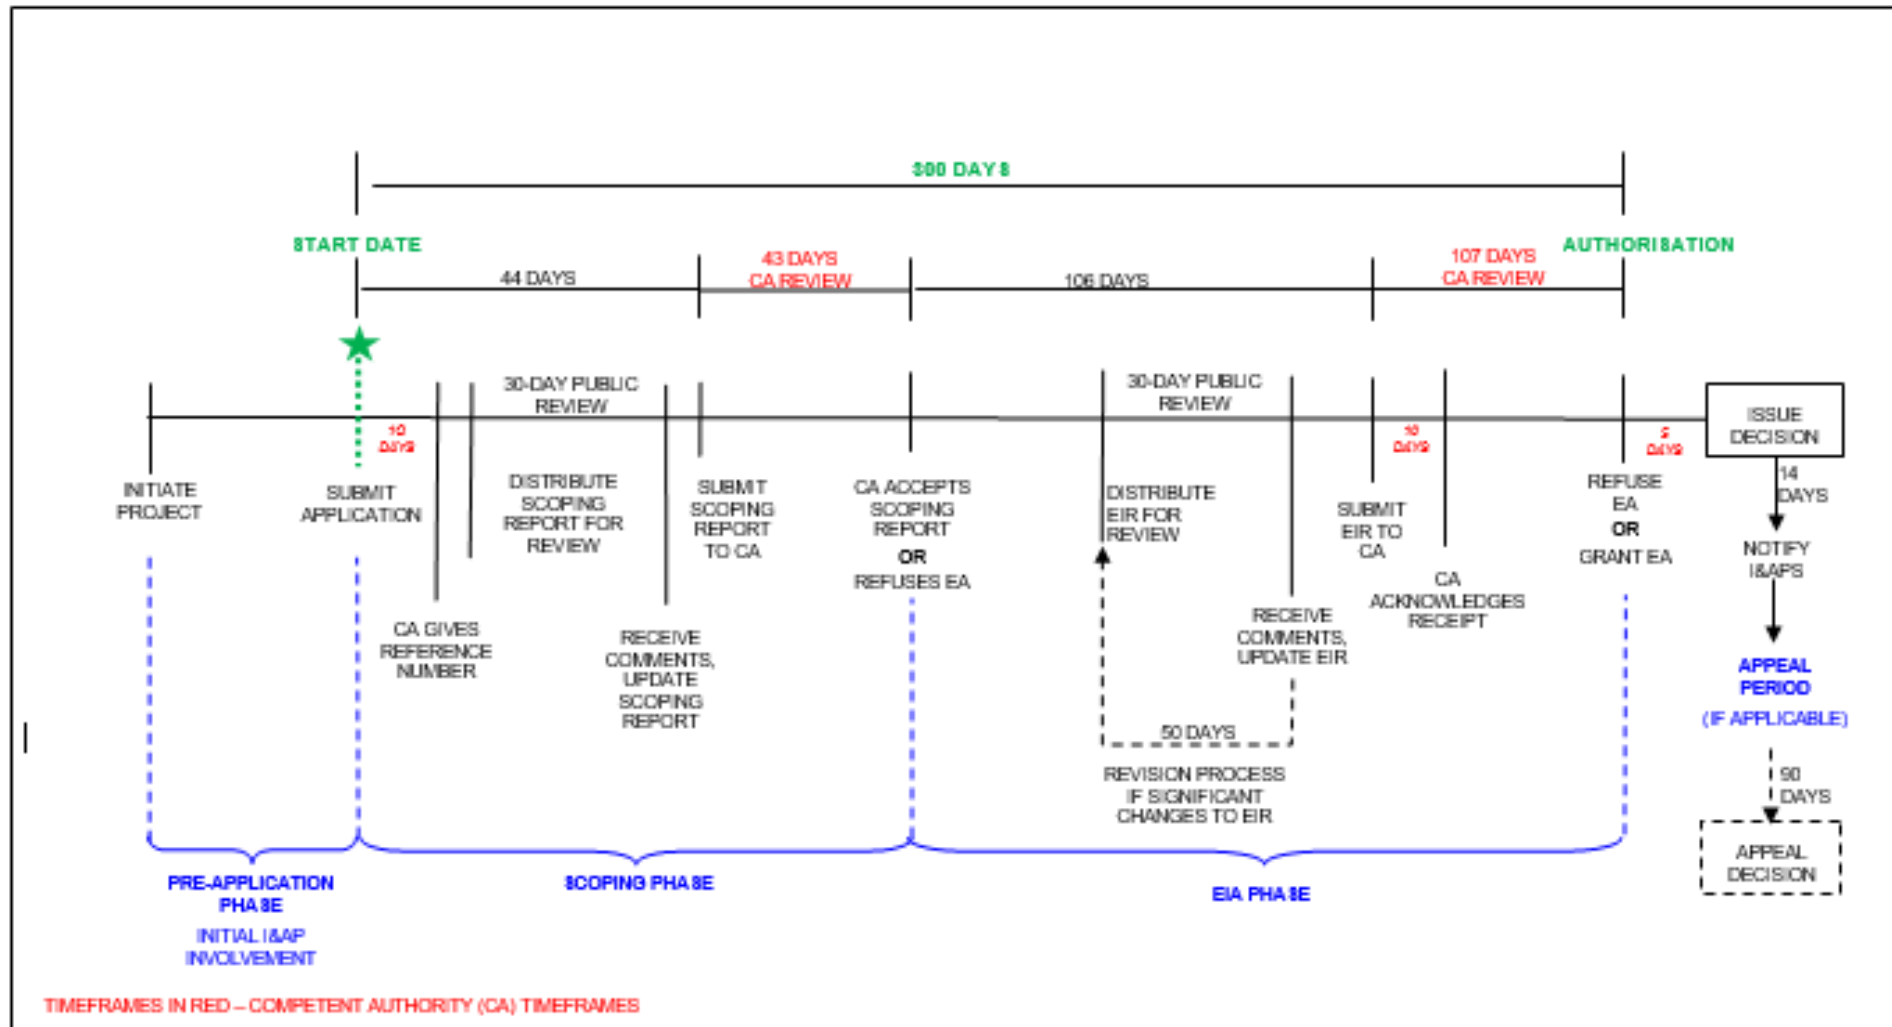 300 DAYS
START DATE
AUTHORISATION
44 DAYS
43 DAYS
CA REVIEW
106 DAYS
107 DAYS
CA REVIEW
30-DAY PUBLIC
REVIEW
30-DAY PUBLIC
REVIEW
10
DAYS
10
DAYS
5
DAYS
ISSUE
DECISION
INITIATE
PROJECT
SUBMIT
APPLICATION
DISTRIBUTE
SCOPING
REPORT FOR
REVIEW
SUBMIT
SCOPING
REPORT
TO CA
CA ACCEPTS
SCOPING
REPORT
OR
REFUSES EA
DISTRIBUTE
EIR FOR
REVIEW
SUBMIT
EIR TO
CA
REFUSE
EA
OR
GRANT EA
14
DAYS
NOTIFY
I&APS
CA GIVES
REFERENCE
NUMBER
RECEIVE
COMMENTS,
UPDATE
SCOPING
REPORT
RECEIVE
COMMENTS,
UPDATE EIR
CA
ACKNOWLEDGES
RECEIPT
APPEAL
PERIOD
(IF APPLICABLE)
50 DAYS
REVISION PROCESS
IF SIGNIFICANT
CHANGES TO EIR
90
DAYS
APPEAL
DECISION
PRE-APPLICATION
PHASE
INITIAL I&AP
INVOLVEMENT
SCOPING PHASE
EIA PHASE
TIMEFRAMES IN RED – COMPETENT AUTHORITY (CA) TIMEFRAMES